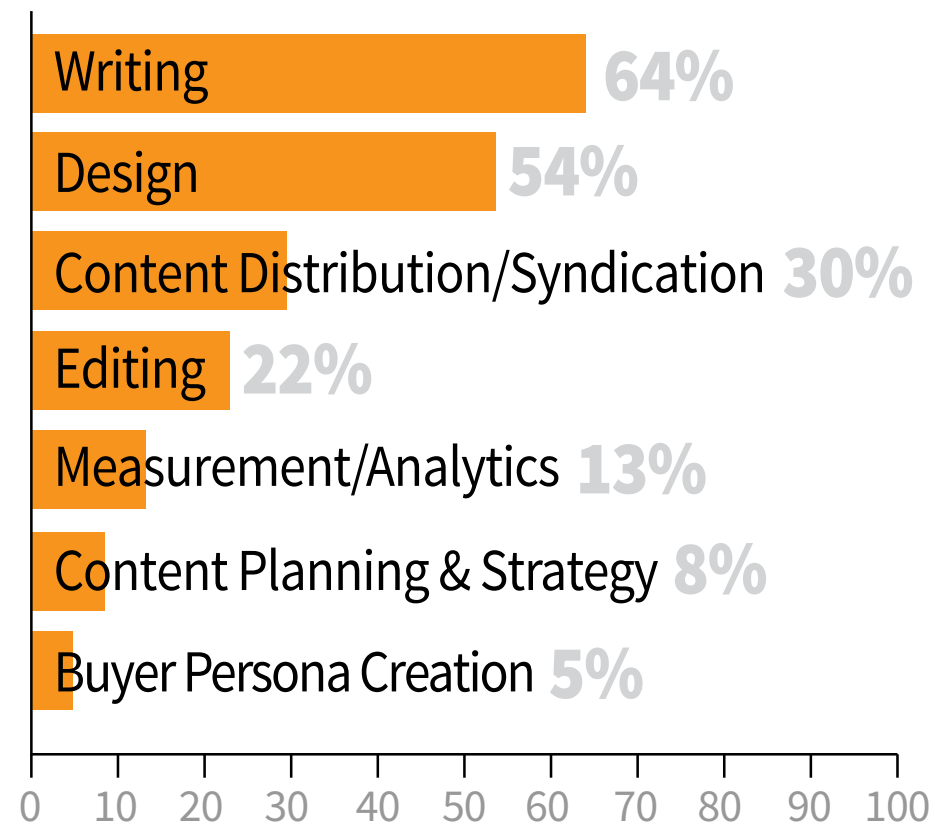 Writing 64%
Design 54%
Content Distribution/Syndication 30%
Editing 22%
Measurement/Analytics 13%
Content Planning & Strategy 8%
Buyer Persona Creation 5%
0 10 20 30 40 50 60 70 80 90 100